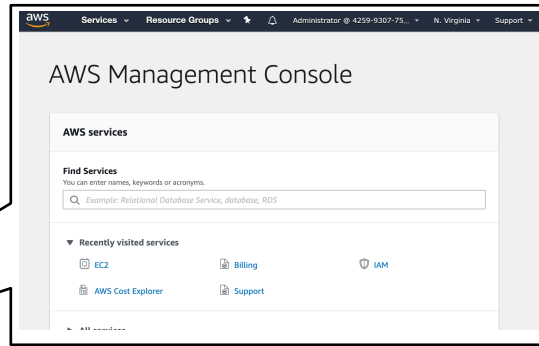 aws Services Resource Groups Administrator @ 4259-9307-75... N. Virginia Support
AWS Management Console
AWS services
Find Services
You can enter names, keywords or acronyms.
Example: Relational Database Service, database, RDS
Recently visited services
EC2 Billing IAM
AWS Cost Explorer Support
All services